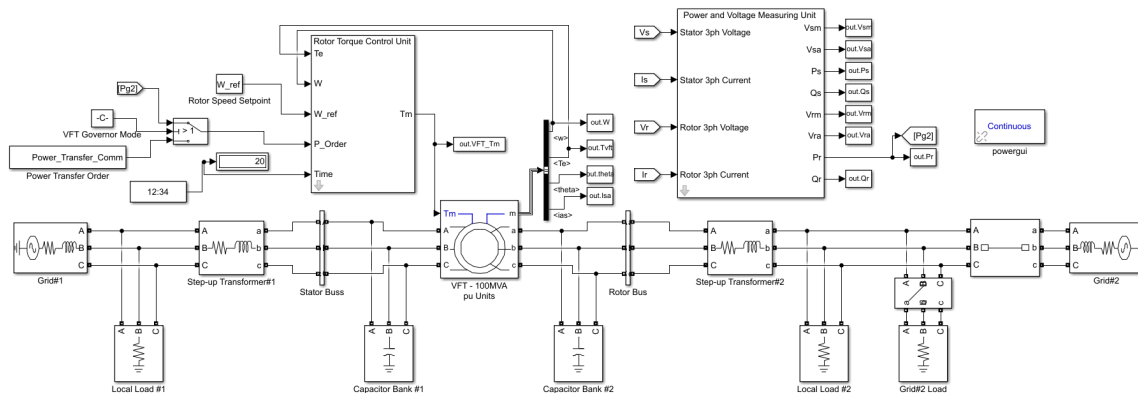 Rotor Torque Control Unit
Te
W
W_ref
P_Order
Time
Tm
[Pg2]
-C-
VFT Governor Mode
> 1
W_ref
Rotor Speed Setpoint
Power_Transfer_Comm
Power Transfer Order
20
12:34
out.VFT_Tm
<w>
<Te>
<theta>
<ias>
out.W
out.Tvft
out.theta
out.Isa
Power and Voltage Measuring Unit
Vs
Stator 3ph Voltage
Is
Stator 3ph Current
Vr
Rotor 3ph Voltage
Ir
Rotor 3ph Current
Vsm
Vsa
Ps
Qs
Vrm
Vra
Pr
Qr
out.Vsm
out.Vsa
out.Ps
out.Qs
out.Vrm
out.Vra
[Pg2]
out.Pr
out.Qr
Continuous
powergui
A
B
C
Grid#1
A
B
C
a
b
c
Step-up Transformer#1
Stator Buss
Tm
m
A
B
C
a
b
c
VFT - 100MVA
pu Units
Rotor Bus
A
B
C
a
b
c
Step-up Transformer#2
A
B
C
a
b
c
A
B
C
Grid#2
A B C
a
A B C
Local Load #1
A B C
Capacitor Bank #1
A B C
Capacitor Bank #2
A B C
Local Load #2
A B C
Grid#2 Load